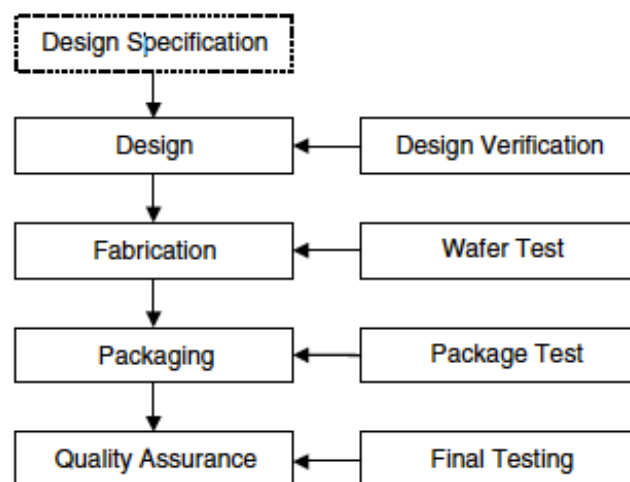 Design Specification
Design
Design Verification
Fabrication
Wafer Test
Packaging
Package Test
Quality Assurance
Final Testing